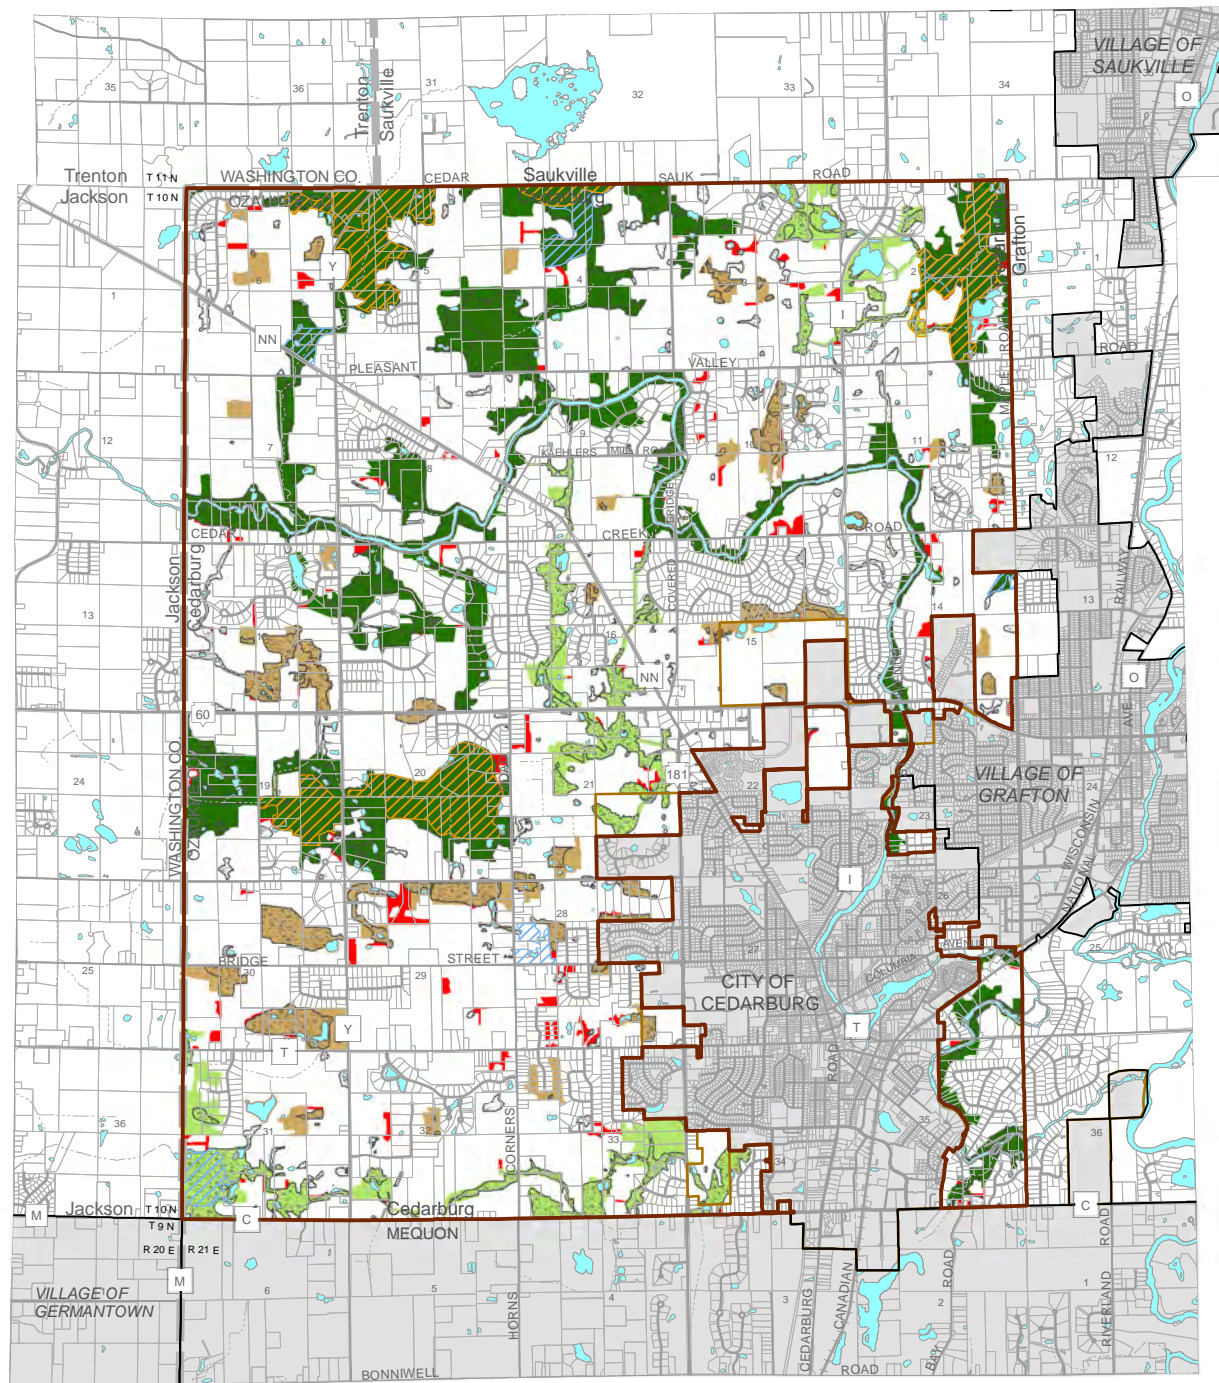 VILLAGE OF
SAUKVILLE
O
35
36
31
32
33
34
Trenton
Saukville
Trenton
Jackson
T 11 N
T 10 N
WASHINGTON CO.
CEDAR
Saukville
SAUK
ROAD
Grafton
Y
6
5
4
3
2
1
1
I
NN
PLEASANT
VALLEY
ROAD
12
7
8
9
10
11
12
KAEHLERS
MILL
ROAD
BRIDGE
CEDAR
CREEK
ROAD
COVERED
Jackson
Cedarburg
13
16
15
14
13
RAILWAY
NN
O
60
AVE
WASHINGTON CO.
24
19
20
21
181
22
23
24
VILLAGE OF
GRAFTON
WISCONSIN
NATIONAL
I
28
27
26
25
AVENUE
COLUMBIA
BRIDGE
STREET
25
30
29
CITY OF
CEDARBURG
Y
T
T
ROAD
36
31
32
33
34
35
36
CORNERS
Jackson
T 10 N
T 9 N
M
C
Cedarburg
MEQUON
C
R 20 E
R 21 E
M
VILLAGE OF
GERMANTOWN
6
5
4
3
2
1
HORNS
CEDARBURG
CANADIAN
ROAD
BAY
ROAD
RIVERLAND
BONNIWELL
ROAD